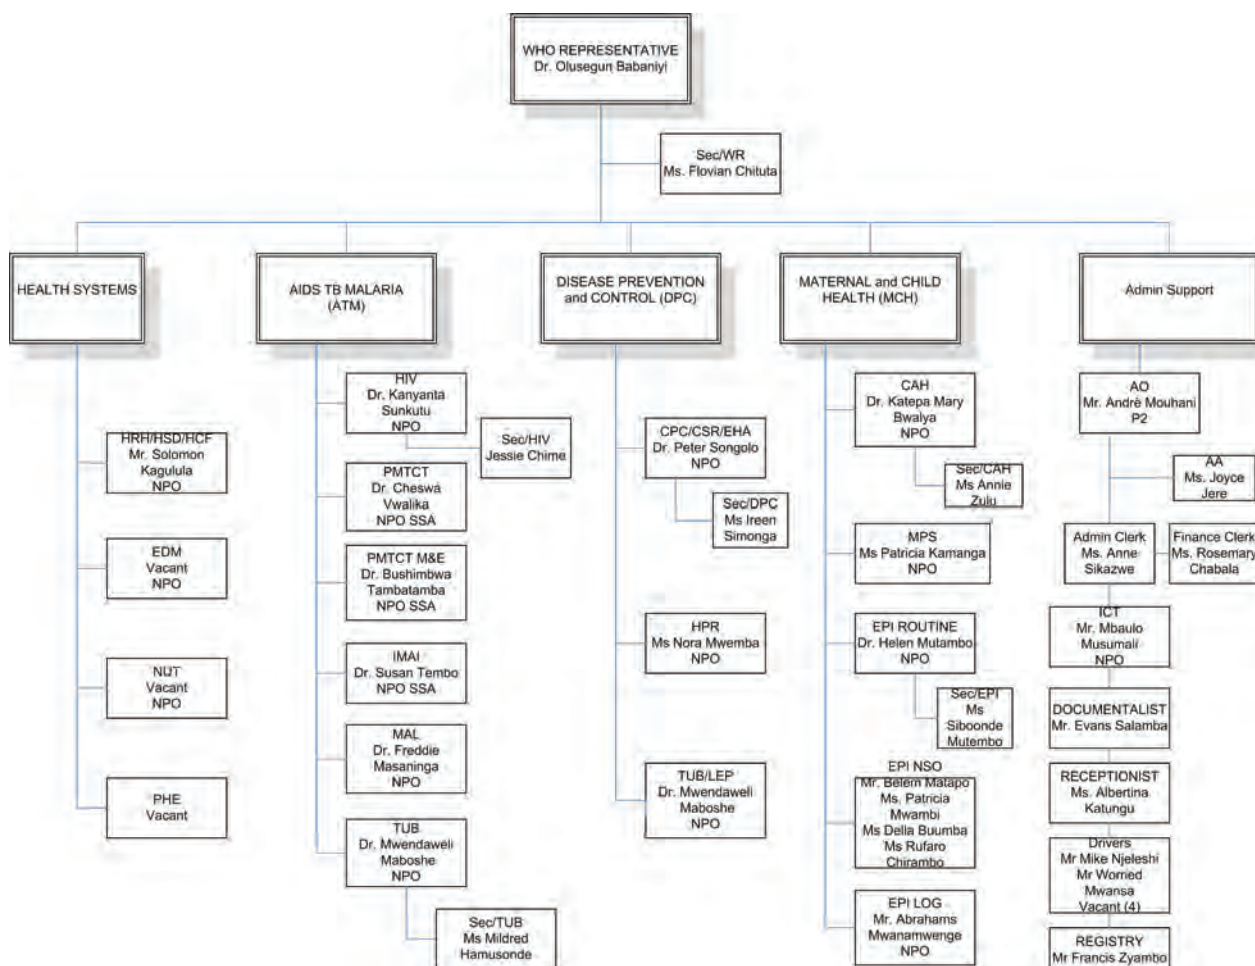 WHO REPRESENTATIVE
Dr. Olusegun Babaniyi
Sec/WR
Ms. Flovian Chituta
HEALTH SYSTEMS
AIDS TB MALARIA
(ATM)
DISEASE PREVENTION
and CONTROL (DPC)
MATERNAL and CHILD
HEALTH (MCH)
Admin Support
HRH/HSD/HCF
Mr. Solomon
Kagulula
NPO
EDM
Vacant
NPO
NUT
Vacant
NPO
PHE
Vacant
HIV
Dr. Kanyanta
Sunkutu
NPO
Sec/HIV
Jessie Chime
PMTCT
Dr. Cheswa
Vwalika
NPO SSA
PMTCT M&E
Dr. Bushimbwa
Tambatamba
NPO SSA
IMAI
Dr. Susan Tembo
NPO SSA
MAL
Dr. Freddie
Masaninga
NPO
TUB
Dr. Mwendaweli
Maboshe
NPO
Sec/TUB
Ms Mildred
Hamusonde
CPC/CSR/EHA
Dr. Peter Songolo
NPO
Sec/DPC
Ms Ireen
Simonga
HPR
Ms Nora Mwemba
NPO
TUB/LEP
Dr. Mwendaweli
Maboshe
NPO
CAH
Dr. Katepa Mary
Bwalya
NPO
Sec/CAH
Ms Annie
Zulu
MPS
Ms Patricia Kamanga
NPO
EPI ROUTINE
Dr. Helen Mutambo
NPO
Sec/EPI
Ms
Siboonde
Mutembo
EPI NSO
Mr. Belem Matapo
Ms. Patricia
Mwambi
Ms Della Buumba
Ms Rufaro
Chirambo
EPI LOG
Mr. Abrahams
Mwanamwenge
NPO
AO
Mr. Andrè Mouhani
P2
AA
Ms. Joyce
Jere
Admin Clerk
Ms. Anne
Sikazwe
Finance Clerk
Ms. Rosemary
Chabala
ICT
Mr. Mbaulo
Musumali
NPO
DOCUMENTALIST
Mr. Evans Salamba
RECEPTIONIST
Ms. Albertina
Katungu
Drivers
Mr Mike Njeleshi
Mr Worried
Mwansa
Vacant (4)
REGISTRY
Mr Francis Zyambo